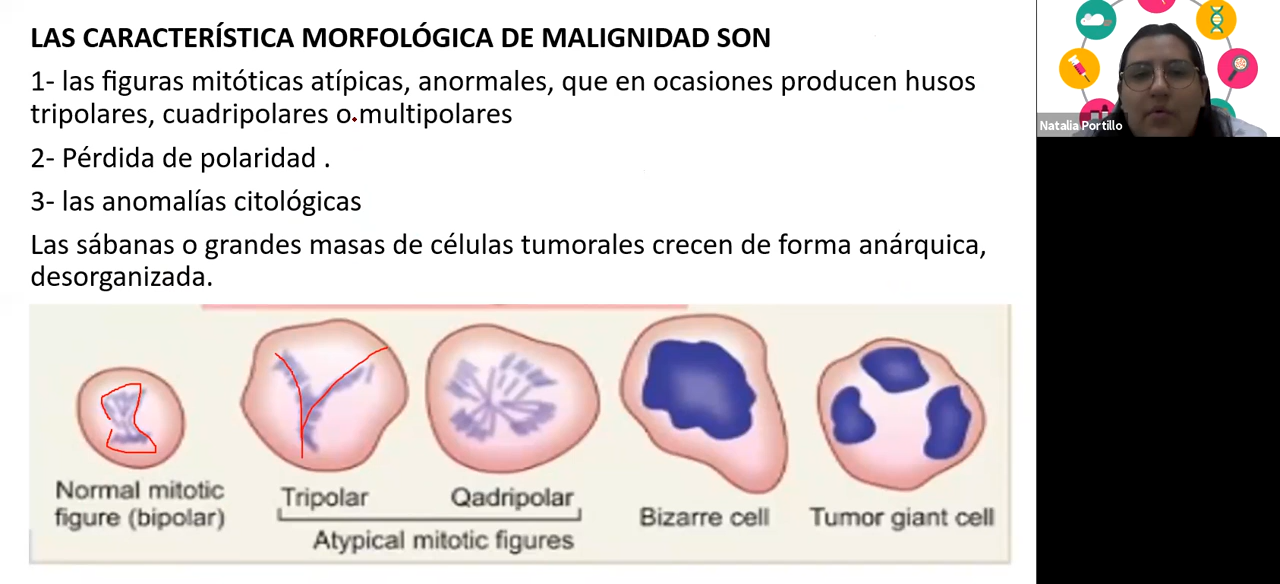 LAS CARACTERÍSTICA MORFOLÓGICA DE MALIGNIDAD SON
1- las figuras mitóticas atípicas, anormales, que en ocasiones producen husos
tripolares, cuadripolares o multipolares
2- Pérdida de polaridad .
3- las anomalías citológicas
Las sábanas o grandes masas de células tumorales crecen de forma anárquica,
desorganizada.
Normal mitotic
figure (bipolar)
Tripolar
Qadripolar
Atypical mitotic figures
Bizarre cell
Tumor giant cell
Natalia Portillo